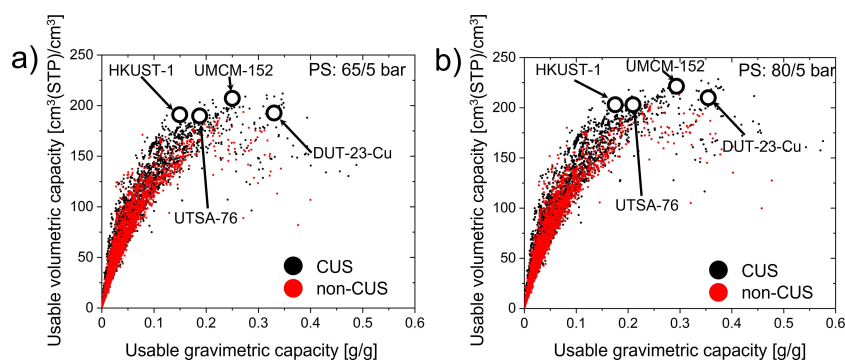 a)
Usable volumetric capacity [cm³(STP)/cm³]
250
200
150
100
50
0
0 0.1 0.2 0.3 0.4 0.5 0.6
Usable gravimetric capacity [g/g]
PS: 65/5 bar
HKUST-1
UMCM-152
DUT-23-Cu
UTSA-76
CUS
non-CUS
b)
Usable volumetric capacity [cm³(STP)/cm³]
250
200
150
100
50
0
0 0.1 0.2 0.3 0.4 0.5 0.6
Usable gravimetric capacity [g/g]
UMCM-152
PS: 80/5 bar
HKUST-1
DUT-23-Cu
UTSA-76
CUS
non-CUS